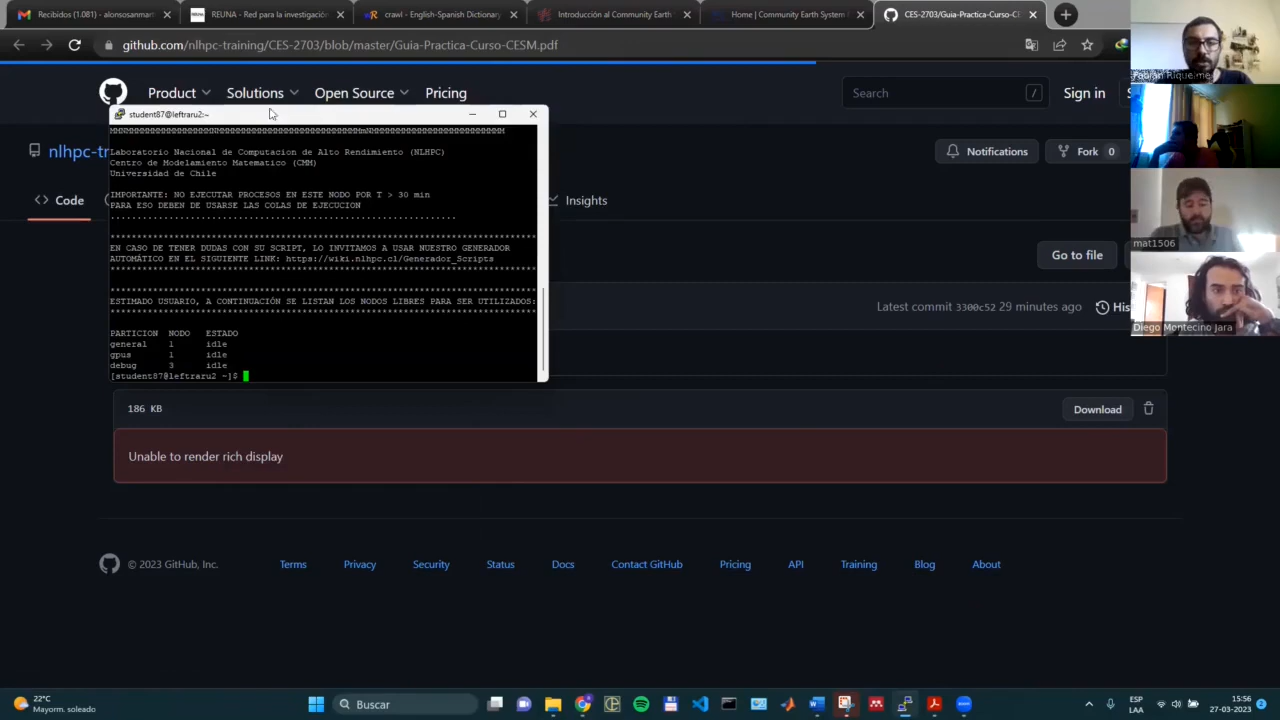 Recibidos (1.081) - alonsosanmart
REUNA - Red para la investigación
crawl - English-Spanish Dictionary
Introducción al Community Earth
Home | Community Earth System
CES-2703/Guia-Practica-Curso-CE
github.com/nlhpc-training/CES-2703/blob/master/Guia-Practica-Curso-CESM.pdf
Fabián Riquelme
Product
Solutions
Open Source
Pricing
Search
/
Sign in
student87@leftraru2:~
nlhpc-tr
Notifications
Fork 0
Laboratorio Nacional de Computacion de Alto Rendimiento (NLHPC)
Centro de Modelamiento Matematico (CMM)
Universidad de Chile
IMPORTANTE: NO EJECUTAR PROCESOS EN ESTE NODO POR T > 30 min
PARA ESO DEBEN DE USARSE LAS COLAS DE EJECUCION
................................................................
Code
Insights
EN CASO DE TENER DUDAS CON SU SCRIPT, LO INVITAMOS A USAR NUESTRO GENERADOR
AUTOMÁTICO EN EL SIGUIENTE LINE: https://wiki.nlhpc.cl/Generador_Scripts
mat1506
Go to file
ESTIMADO USUARIO, A CONTINUACIÓN SE LISTAN LOS NODOS LIBRES PARA SER UTILIZADOS:
Latest commit 3300c52 29 minutes ago
His
Diego Montecino Jara
PARTICION NODO ESTADO
general 1 idle
gpus 1 idle
debug 3 idle
[student87@leftraru2 ~]$
186 KB
Download
Unable to render rich display
© 2023 GitHub, Inc.
Terms
Privacy
Security
Status
Docs
Contact GitHub
Pricing
API
Training
Blog
About
22°C
Mayorm. soleado
Buscar
ESP
LAA
15:56
27-03-2023
2